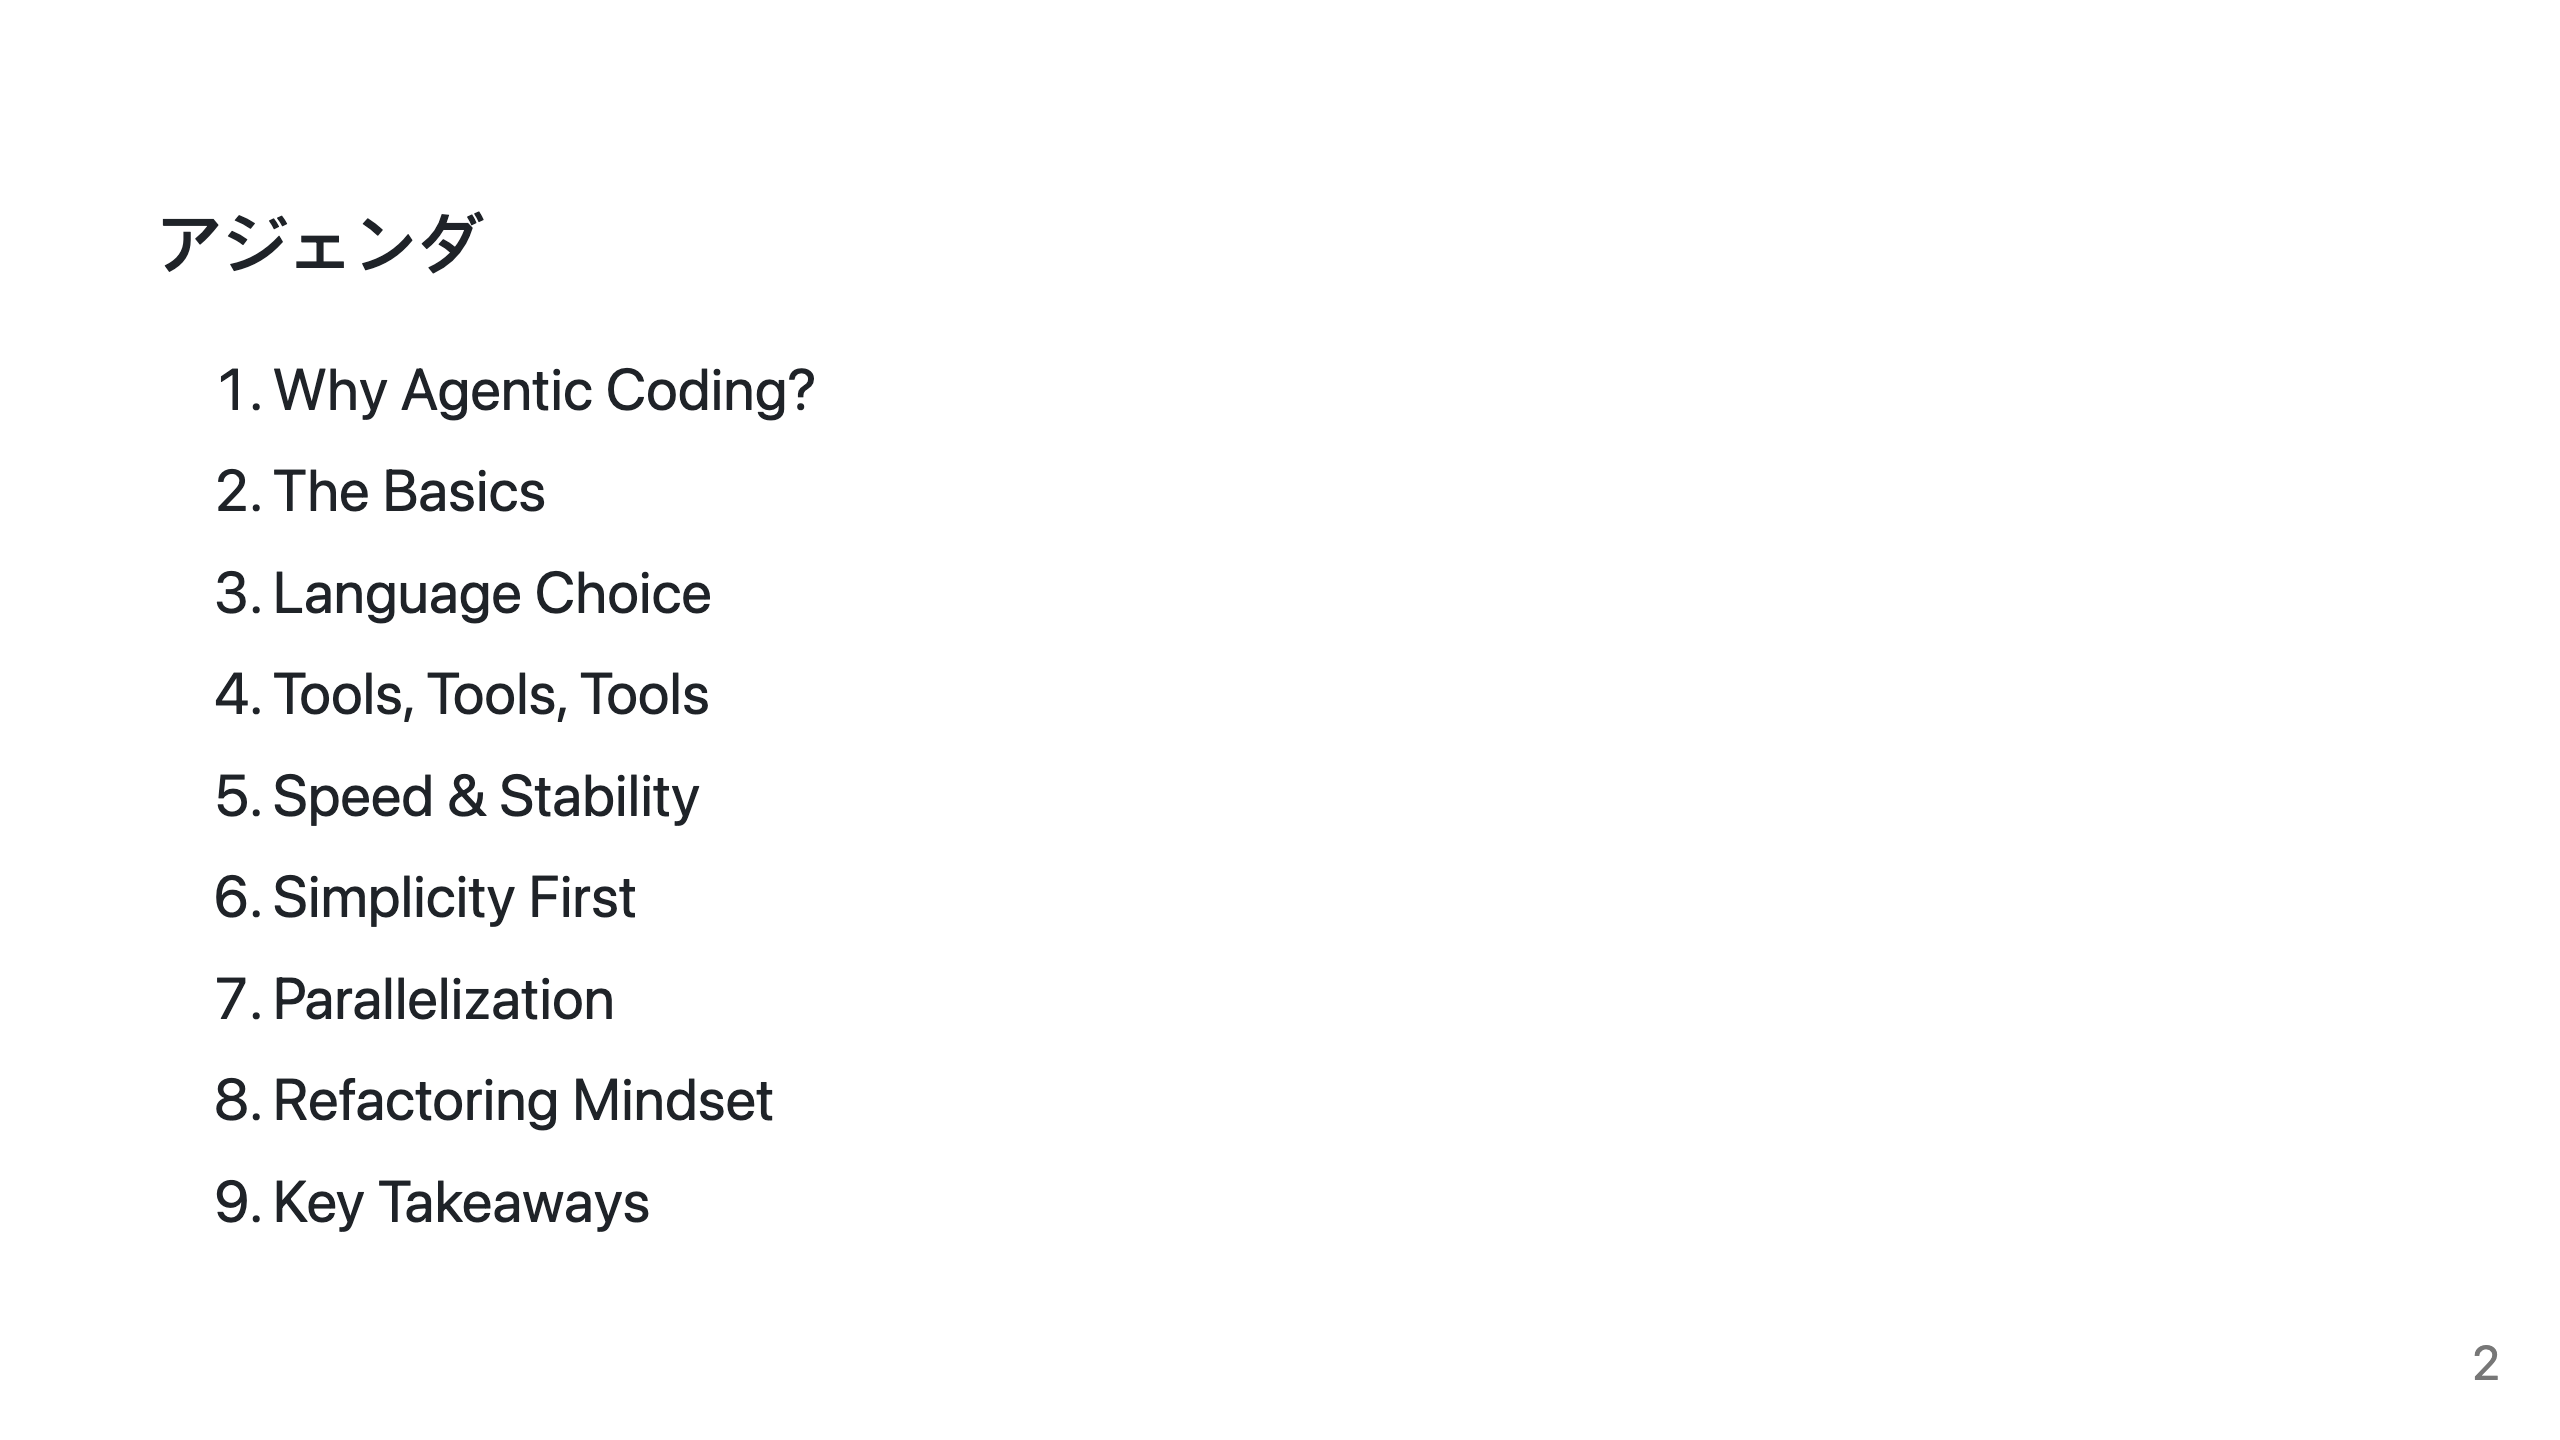 アジェンダ
1. Why Agentic Coding?
2. The Basics
3. Language Choice
4. Tools, Tools, Tools
5. Speed & Stability
6. Simplicity First
7. Parallelization
8. Refactoring Mindset
9. Key Takeaways
2